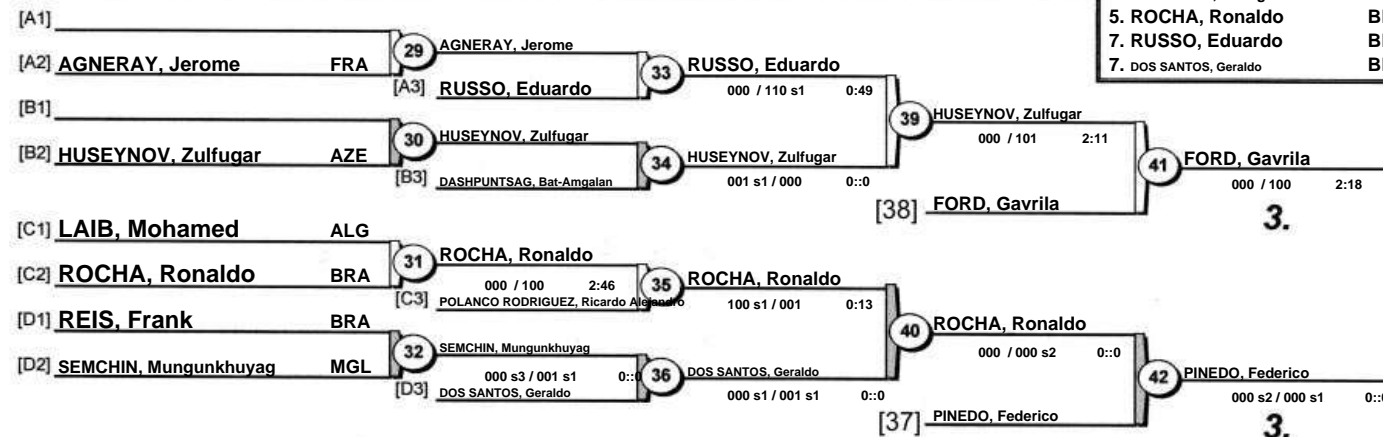 5. ROCHA, Ronaldo
7. RUSSO, Eduardo
7. DOS SANTOS, Geraldo
[A1]
[A2] AGNERAY, Jerome FRA
29
AGNERAY, Jerome
[A3] RUSSO, Eduardo
33
RUSSO, Eduardo
000 / 110 s1 0:49
[B1]
[B2] HUSEYNOV, Zulfugar AZE
30
HUSEYNOV, Zulfugar
[B3] DASHPUNTSAG, Bat-Amgalan
34
HUSEYNOV, Zulfugar
001 s1 / 000 0::0
39
HUSEYNOV, Zulfugar
000 / 101 2:11
[38] FORD, Gavrila
41
FORD, Gavrila
000 / 100 2:18
3.
[C1] LAIB, Mohamed ALG
[C2] ROCHA, Ronaldo BRA
31
ROCHA, Ronaldo
000 / 100 2:46
[C3] POLANCO RODRIGUEZ, Ricardo Alejandro
35
ROCHA, Ronaldo
100 s1 / 001 0:13
[D1] REIS, Frank BRA
[D2] SEMCHIN, Mungunkhuyag MGL
32
SEMCHIN, Mungunkhuyag
000 s3 / 001 s1 0::0
[D3] DOS SANTOS, Geraldo
36
DOS SANTOS, Geraldo
000 s1 / 001 s1 0::0
40
ROCHA, Ronaldo
000 / 000 s2 0::0
[37] PINEDO, Federico
42
PINEDO, Federico
000 s2 / 000 s1
3.